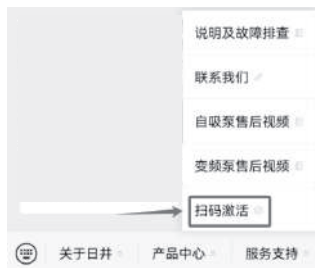 说明及故障排查
联系我们
自吸泵售后视频
变频泵售后视频
扫码激活
关于日井 产品中心 服务支持